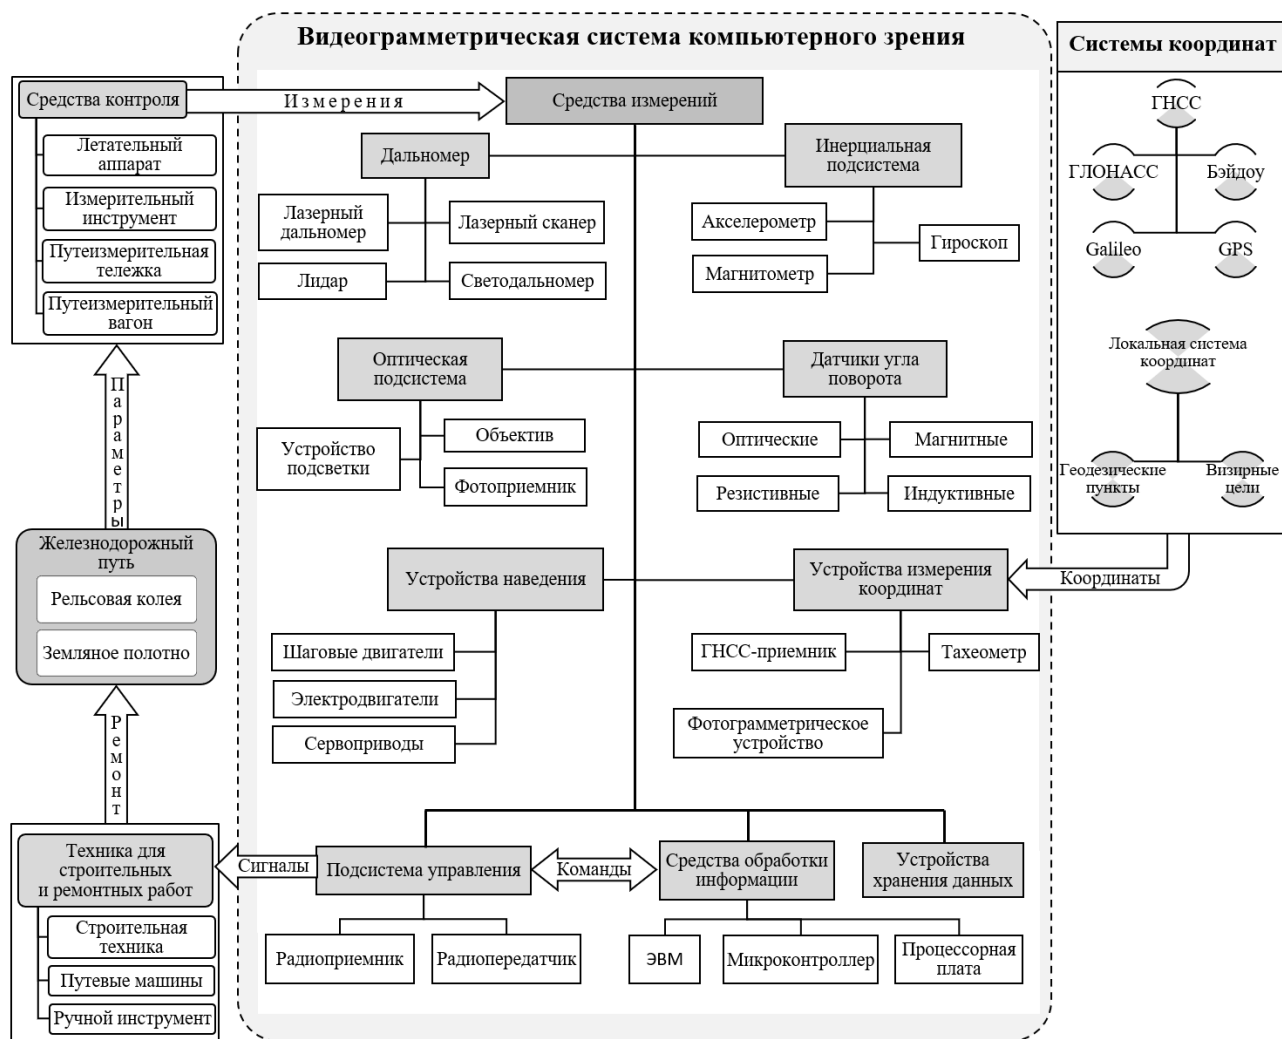 Видеограмметрическая система компьютерного зрения
Системы координат
Средства контроля
Измерения
Средства измерений
Летательный
аппарат
Измерительный
инструмент
Путеизмерительная
тележка
Путеизмерительный
вагон
Дальномер
Лазерный
дальномер
Лазерный сканер
Лидар
Светодальномер
Инерциальная
подсистема
Акселерометр
Гироскоп
Магнитометр
ГНСС
ГЛОНАСС
Бэйдоу
Galileo
GPS
Локальная система
координат
Геодезические
пункты
Визирные
цели
Параметры
Оптическая
подсистема
Объектив
Устройство
подсветки
Фотоприемник
Датчики угла
поворота
Оптические
Магнитные
Резистивные
Индуктивные
Железнодорожный
путь
Рельсовая колея
Земляное полотно
Устройства наведения
Шаговые двигатели
Электродвигатели
Сервоприводы
Устройства измерения
координат
Координаты
ГНСС-приемник
Тахеометр
Фотограмметрическое
устройство
Ремонт
Техника для
строительных
и ремонтных работ
Строительная
техника
Путевые машины
Ручной инструмент
Сигналы
Подсистема управления
Команды
Средства обработки
информации
Устройства
хранения данных
Радиоприемник
Радиопередатчик
ЭВМ
Микроконтроллер
Процессорная
плата